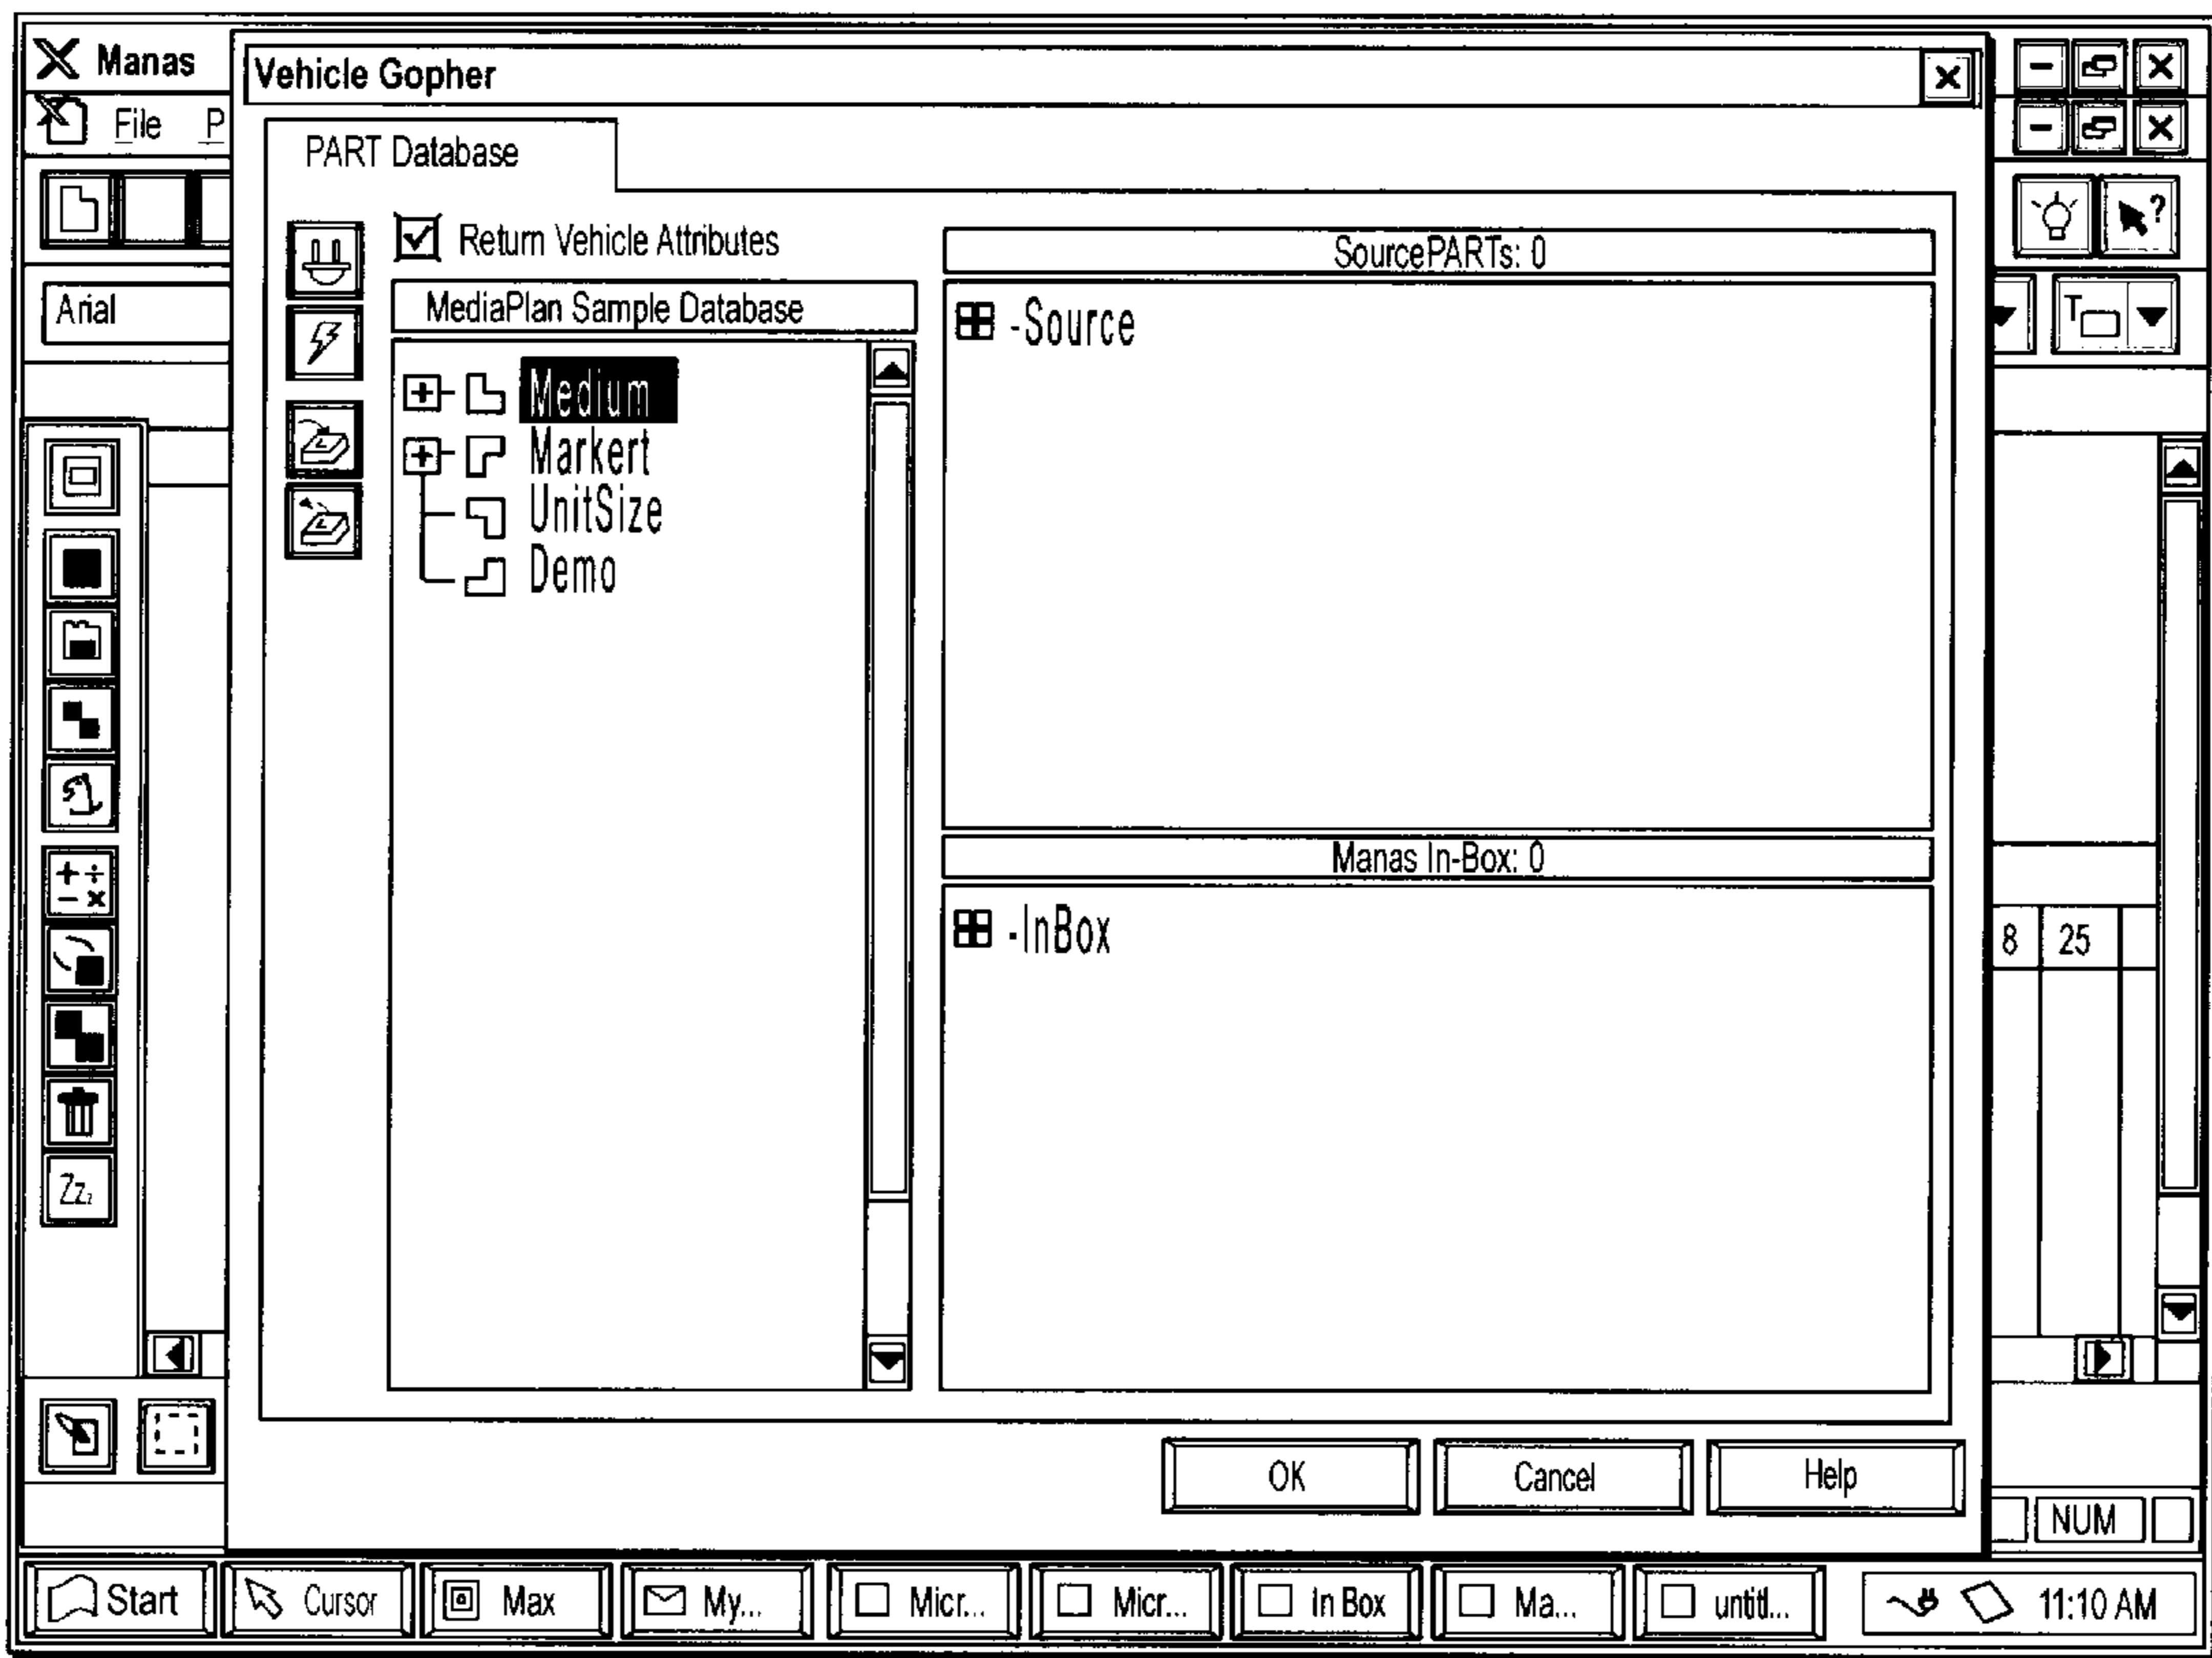 Manas
Vehicle Gopher
File P
PART Database
Return Vehicle Attributes
SourcePARTs: 0
Arial
MediaPlan Sample Database
-Source
T
Medium
Markert
UnitSize
Demo
Manas In-Box: 0
-InBox
8 25
Zzz
OK Cancel Help
NUM
Start Cursor Max My... Micr... Micr... In Box Ma... untitl... 11:10 AM